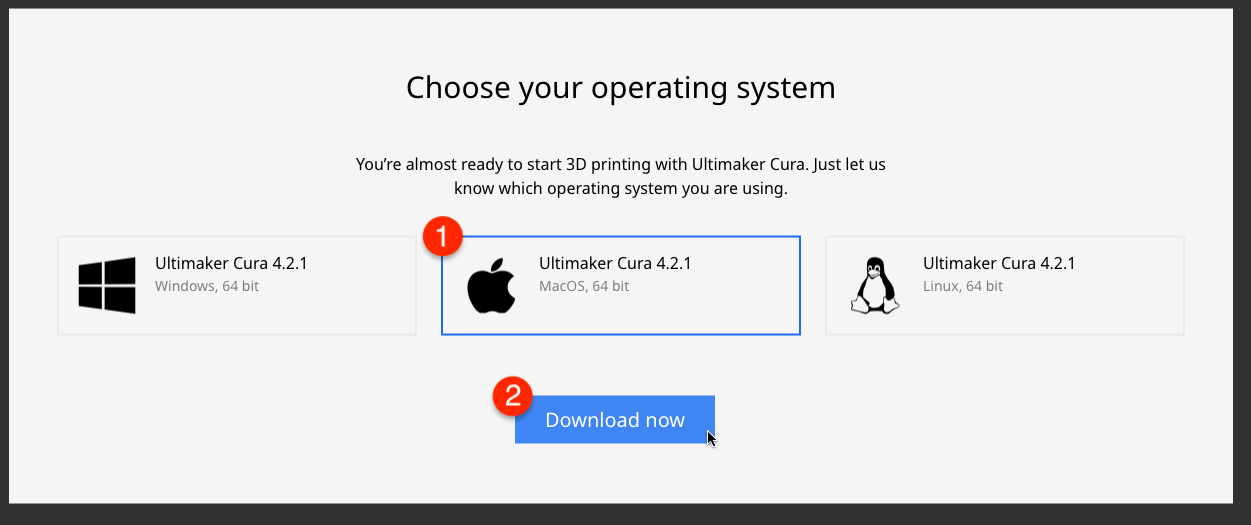 Choose your operating system
You’re almost ready to start 3D printing with Ultimaker Cura. Just let us
know which operating system you are using.
1
Ultimaker Cura 4.2.1
Windows, 64 bit
Ultimaker Cura 4.2.1
MacOS, 64 bit
Ultimaker Cura 4.2.1
Linux, 64 bit
2
Download now